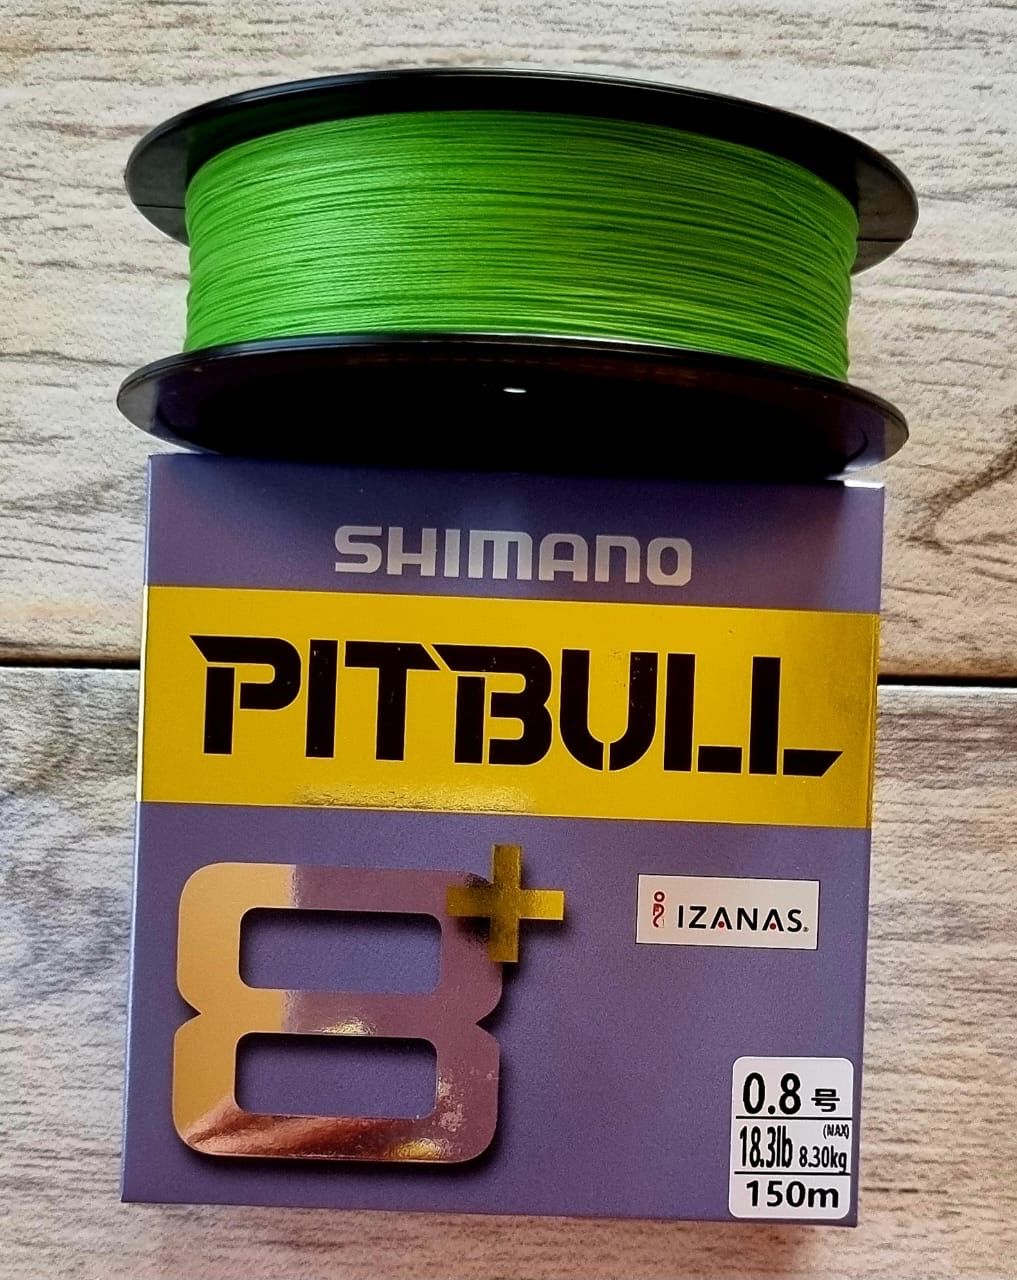 SHIMANO
PITBULL
8+
IZANAS®
0.8号
(MAX)
18.3lb 8.30kg
150m